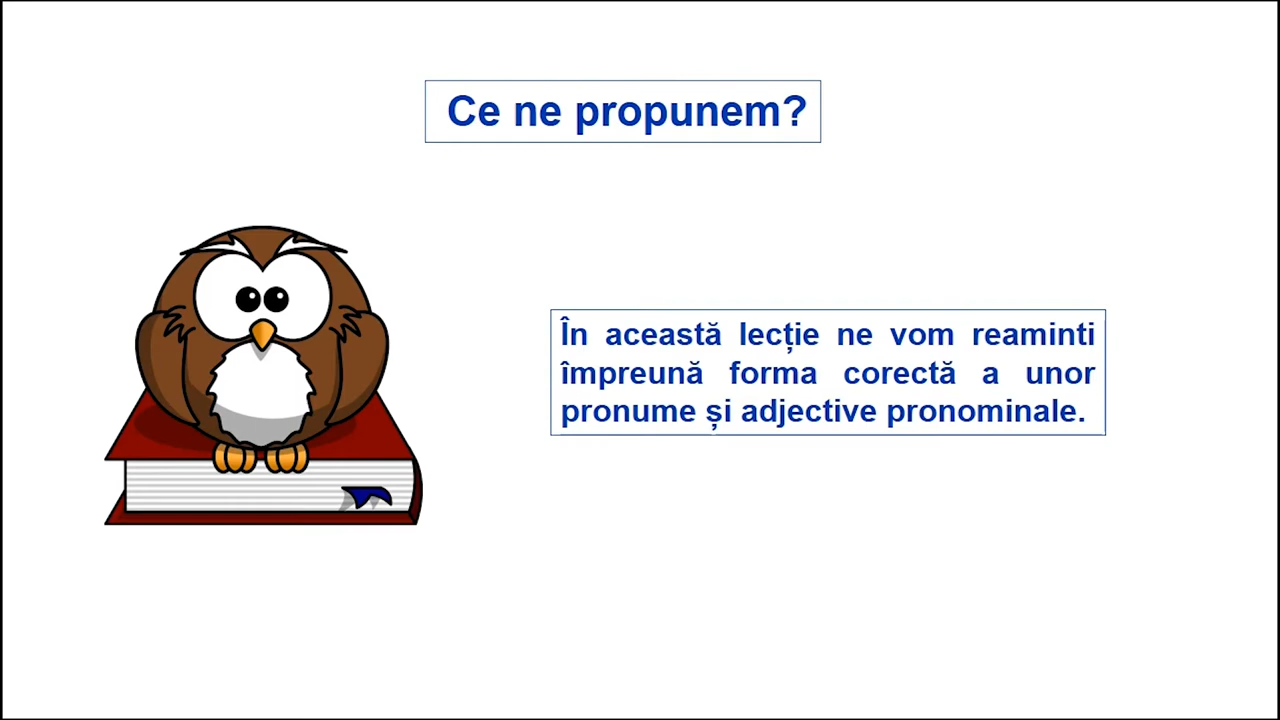 Ce ne propunem?
În această lecție ne vom reaminti
împreună forma corectă a unor
pronume și adjective pronominale.